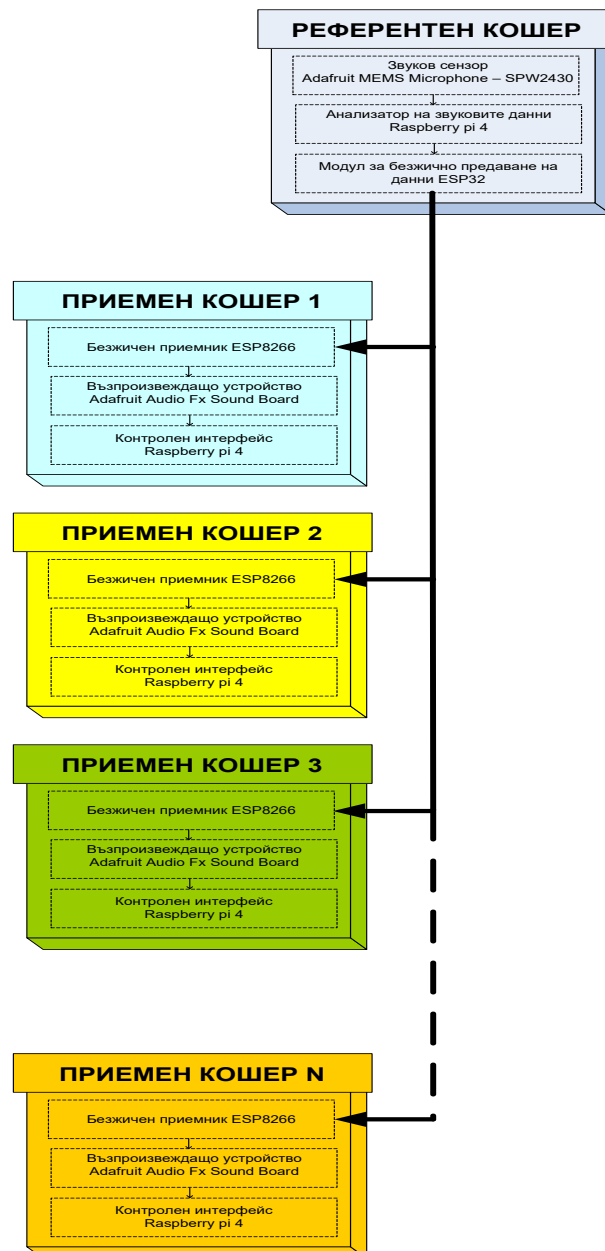 РЕФЕРЕНТЕН КОШЕР
Звуков сензор
Adafruit MEMS Microphone – SPW2430
Анализатор на звуковите данни
Raspberry pi 4
Модул за безжично предаване на
данни ESP32
ПРИЕМЕН КОШЕР 1
Безжичен приемник ESP8266
Възпроизвеждащо устройство
Adafruit Audio Fx Sound Board
Контролен интерфейс
Raspberry pi 4
ПРИЕМЕН КОШЕР 2
Безжичен приемник ESP8266
Възпроизвеждащо устройство
Adafruit Audio Fx Sound Board
Контролен интерфейс
Raspberry pi 4
ПРИЕМЕН КОШЕР 3
Безжичен приемник ESP8266
Възпроизвеждащо устройство
Adafruit Audio Fx Sound Board
Контролен интерфейс
Raspberry pi 4
ПРИЕМЕН КОШЕР N
Безжичен приемник ESP8266
Възпроизвеждащо устройство
Adafruit Audio Fx Sound Board
Контролен интерфейс
Raspberry pi 4